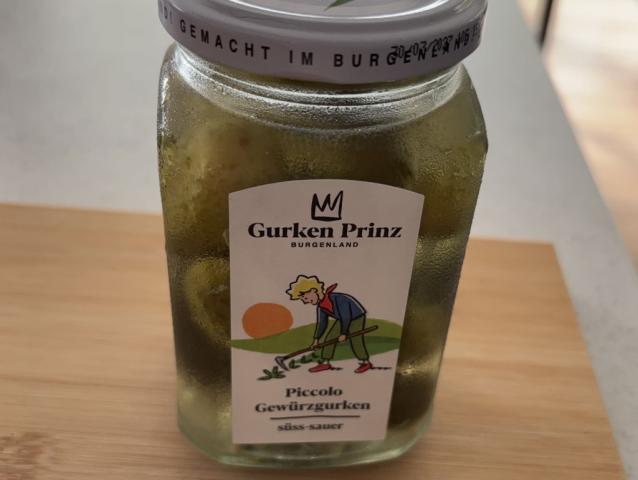 GEMACHT IM BURGENLAND
Gurken Prinz
BURGENLAND
Piccolo
Gewürzgurken
süss-sauer